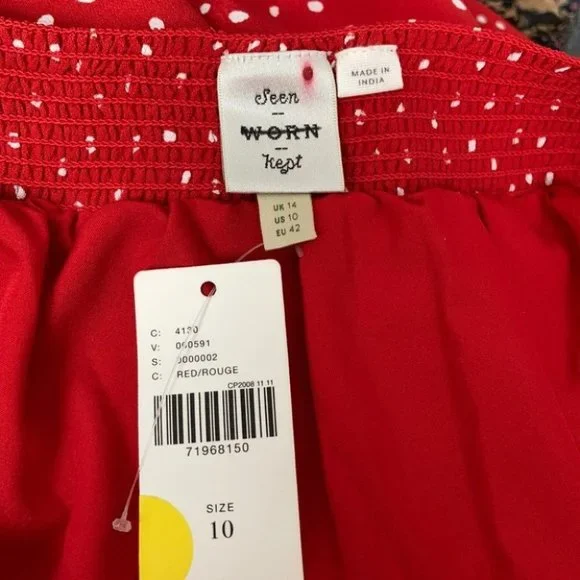 Seen
WORN
kept
MADE IN
INDIA
UK 14
US 10
EU 42
C: 4130
V: 060591
S: 0000002
C: RED/ROUGE
CP2008 11.11
71968150
SIZE
10